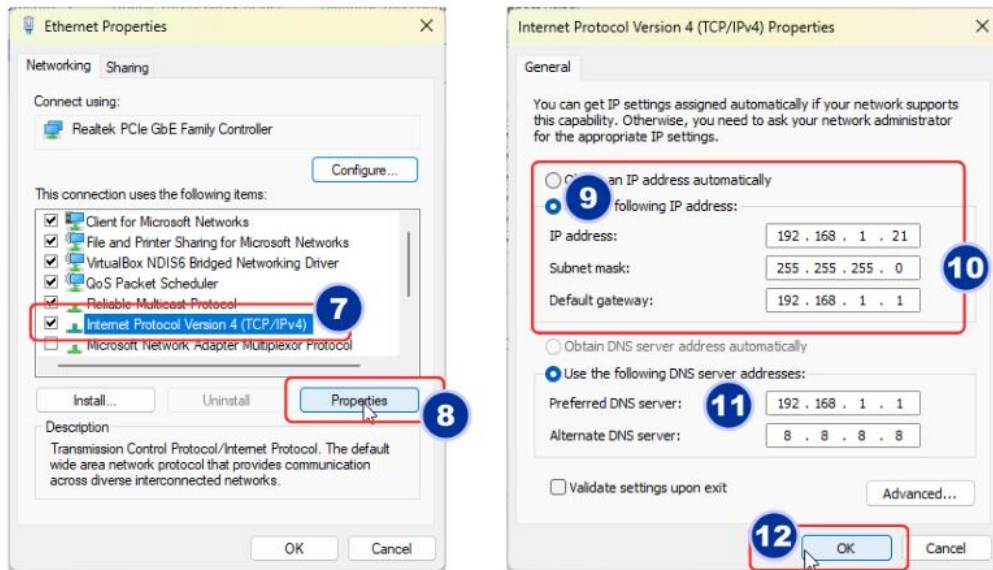 Ethernet Properties
Networking
Sharing
Connect using:
Realtek PCIe GbE Family Controller
Configure...
This connection uses the following items:
Client for Microsoft Networks
File and Printer Sharing for Microsoft Networks
VirtualBox NDIS6 Bridged Networking Driver
QoS Packet Scheduler
Reliable Multicast Protocol
Internet Protocol Version 4 (TCP/IPv4)
7
Microsoft Network Adapter Multiplexor Protocol
Install...
Uninstall
Properties
8
Description
Transmission Control Protocol/Internet Protocol. The default
wide area network protocol that provides communication
across diverse interconnected networks.
OK
Cancel
Internet Protocol Version 4 (TCP/IPv4) Properties
General
You can get IP settings assigned automatically if your network supports
this capability. Otherwise, you need to ask your network administrator
for the appropriate IP settings.
an IP address automatically
9
following IP address:
IP address:
192 . 168 . 1 . 21
Subnet mask:
255 . 255 . 255 . 0
10
Default gateway:
192 . 168 . 1 . 1
Obtain DNS server address automatically
Use the following DNS server addresses:
Preferred DNS server:
11
192 . 168 . 1 . 1
Alternate DNS server:
8 . 8 . 8 . 8
Validate settings upon exit
Advanced...
12
OK
Cancel